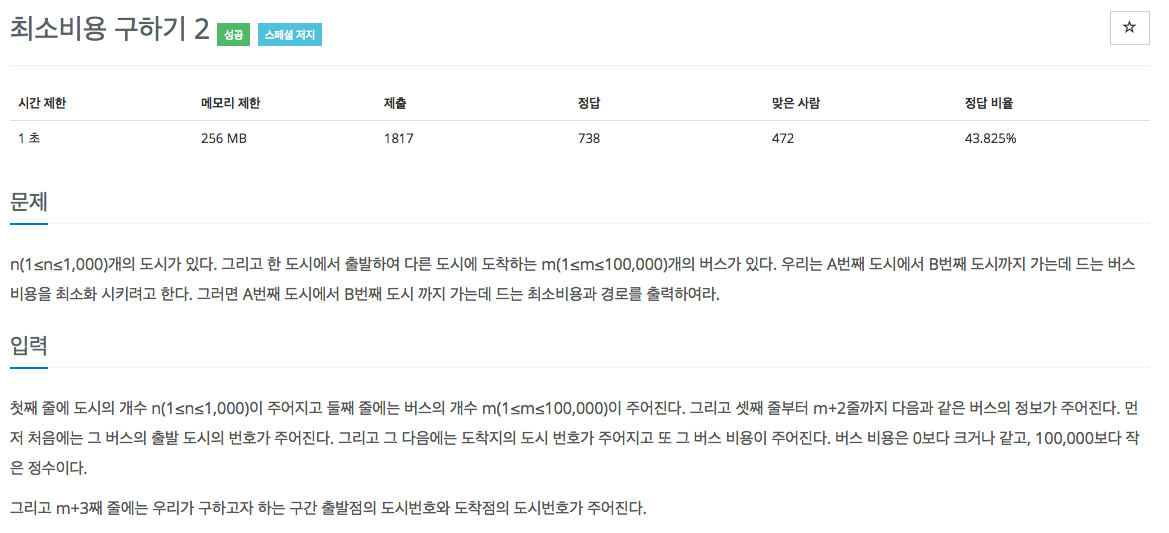 최소비용 구하기 2 성공 스페셜 저지
☆
시간 제한 메모리 제한 제출 정답 맞은 사람 정답 비율
1 초 256 MB 1817 738 472 43.825%
문제
n(1≤n≤1,000)개의 도시가 있다. 그리고 한 도시에서 출발하여 다른 도시에 도착하는 m(1≤m≤100,000)개의 버스가 있다. 우리는 A번째 도시에서 B번째 도시까지 가는데 드는 버스
비용을 최소화 시키려고 한다. 그러면 A번째 도시에서 B번째 도시 까지 가는데 드는 최소비용과 경로를 출력하여라.
입력
첫째 줄에 도시의 개수 n(1≤n≤1,000)이 주어지고 둘째 줄에는 버스의 개수 m(1≤m≤100,000)이 주어진다. 그리고 셋째 줄부터 m+2줄까지 다음과 같은 버스의 정보가 주어진다. 먼
저 처음에는 그 버스의 출발 도시의 번호가 주어진다. 그리고 그 다음에는 도착지의 도시 번호가 주어지고 또 그 버스 비용이 주어진다. 버스 비용은 0보다 크거나 같고, 100,000보다 작
은 정수이다.
그리고 m+3째 줄에는 우리가 구하고자 하는 구간 출발점의 도시번호와 도착점의 도시번호가 주어진다.